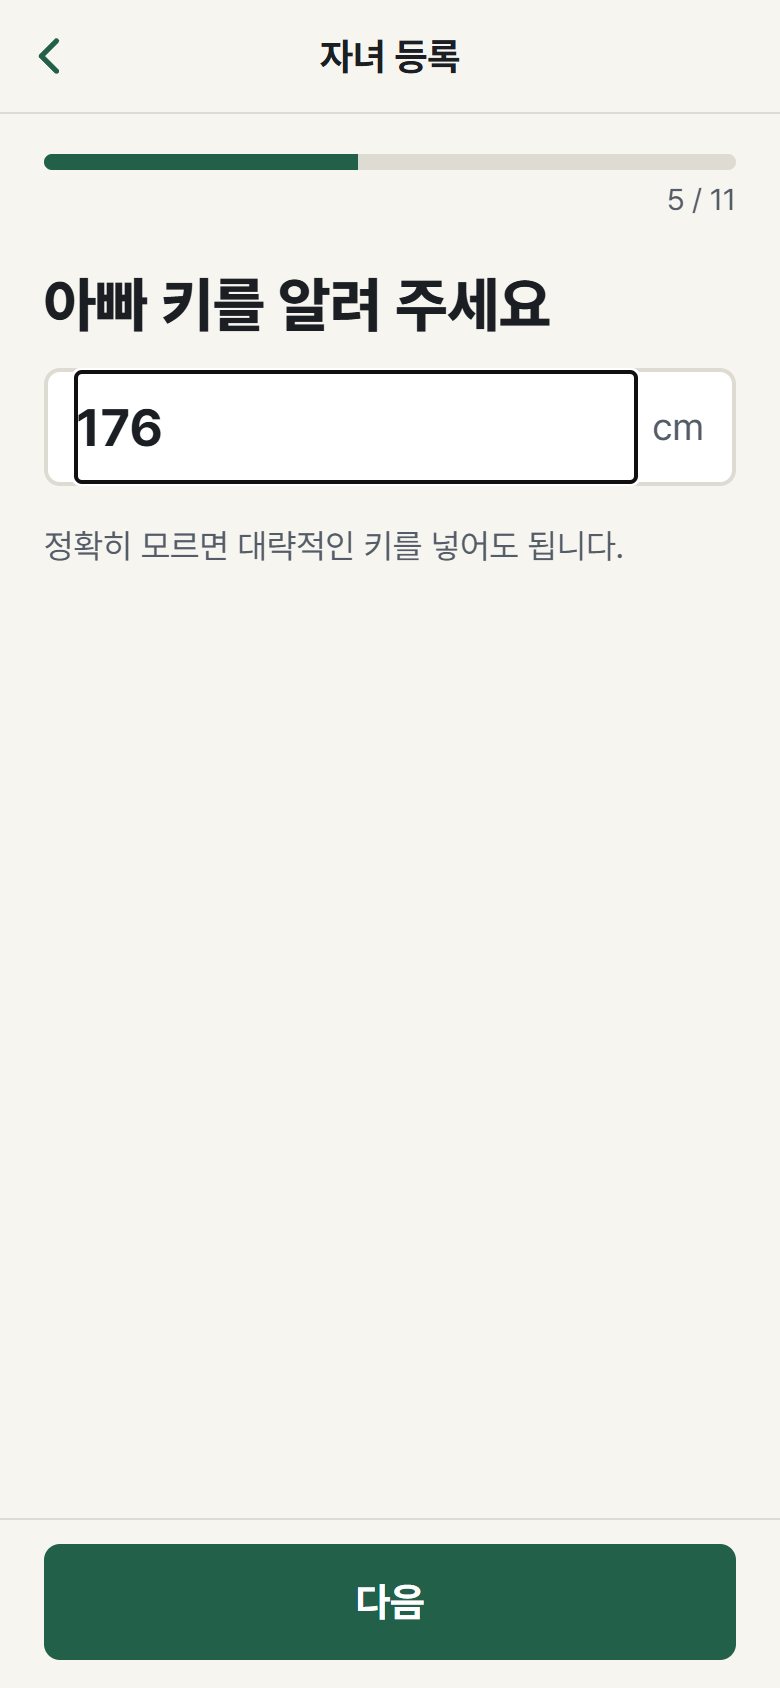 자녀 등록
5 / 11
아빠 키를 알려 주세요
176 cm
정확히 모르면 대략적인 키를 넣어도 됩니다.
다음